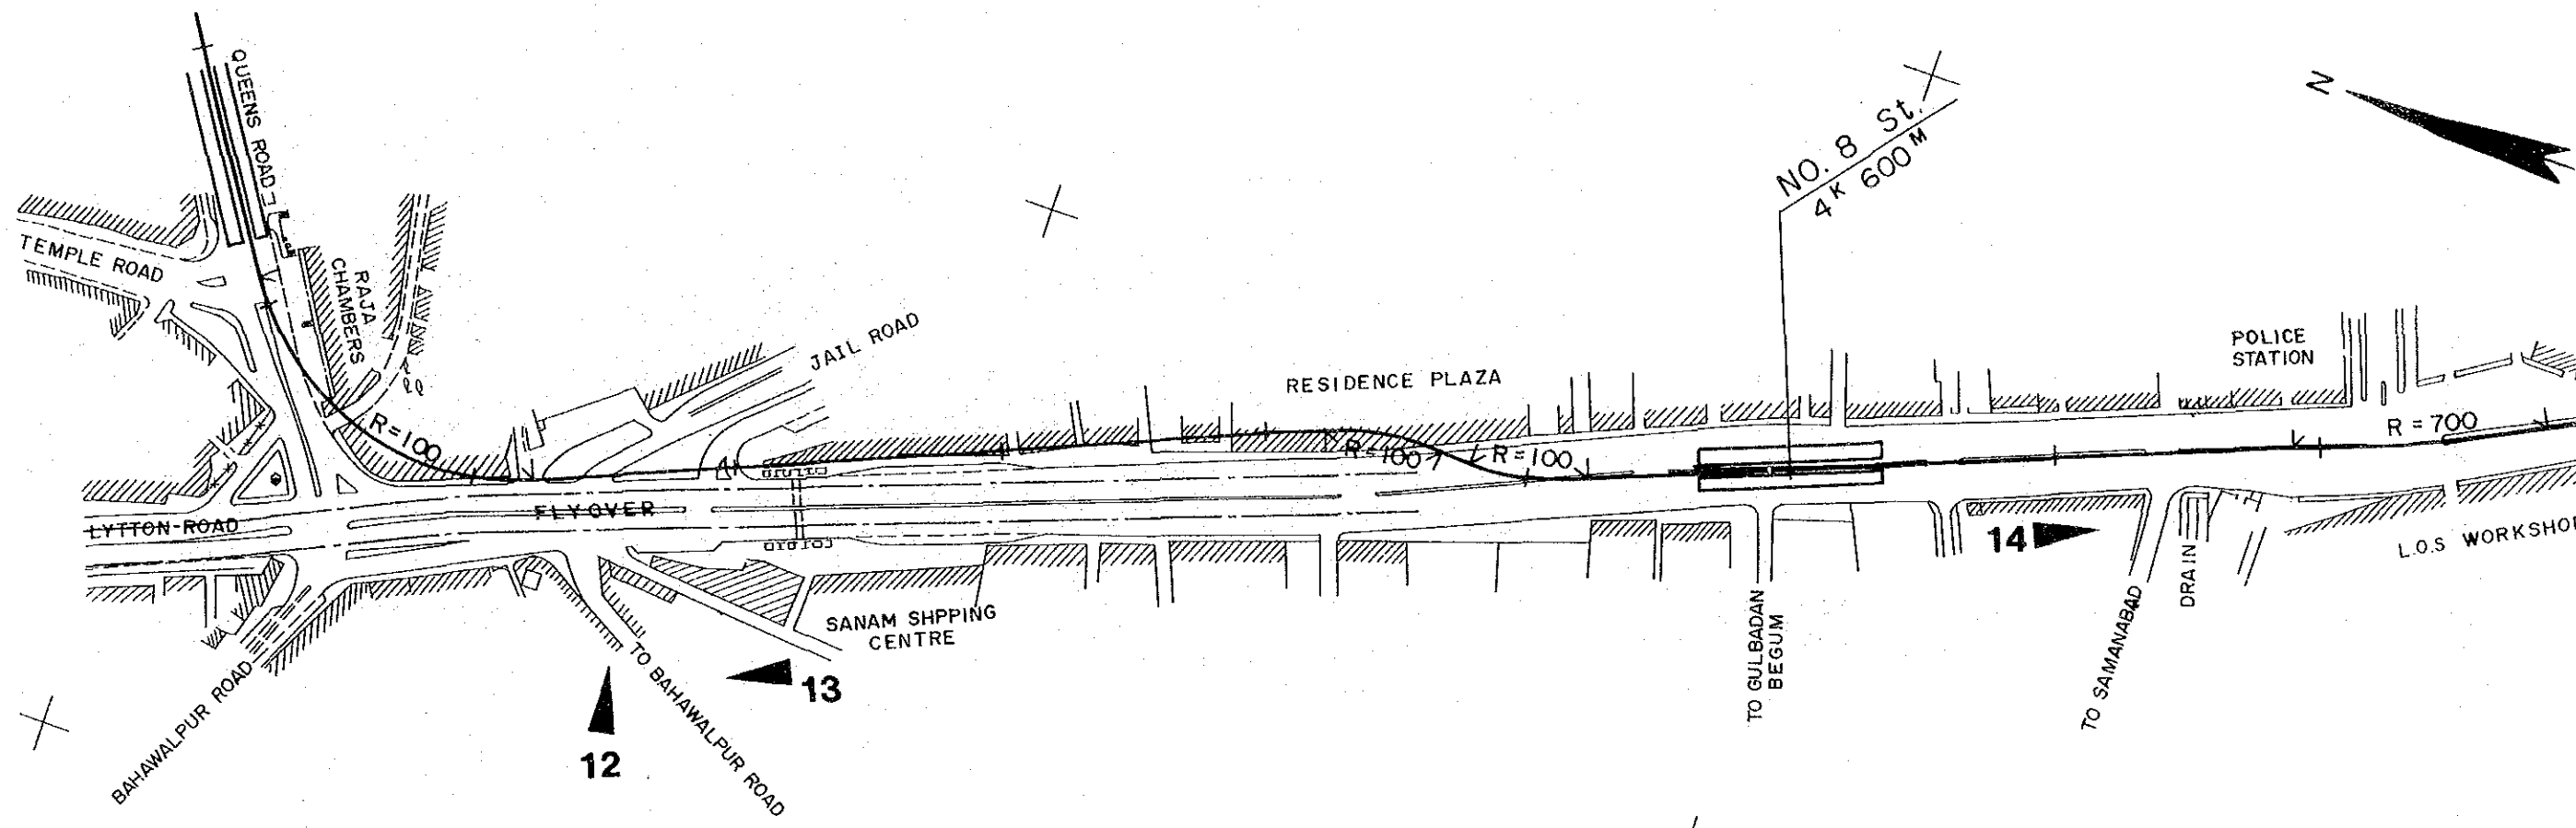 QUEENS ROAD
N
NO. 8 St.
4K 600M
TEMPLE ROAD
RAJA
CHAMBERS
JAIL ROAD
RESIDENCE PLAZA
POLICE
STATION
R=100
R=100
R=100
R=700
LYTTON-ROAD
FLYOVER
14
L.O.S WORKSHOP
SANAM SHPPING
CENTRE
DRAIN
TO GULBADAN
BEGUM
TO SAMANABAD
BAHAWALPUR ROAD
TO BAHAWALPUR ROAD
13
12